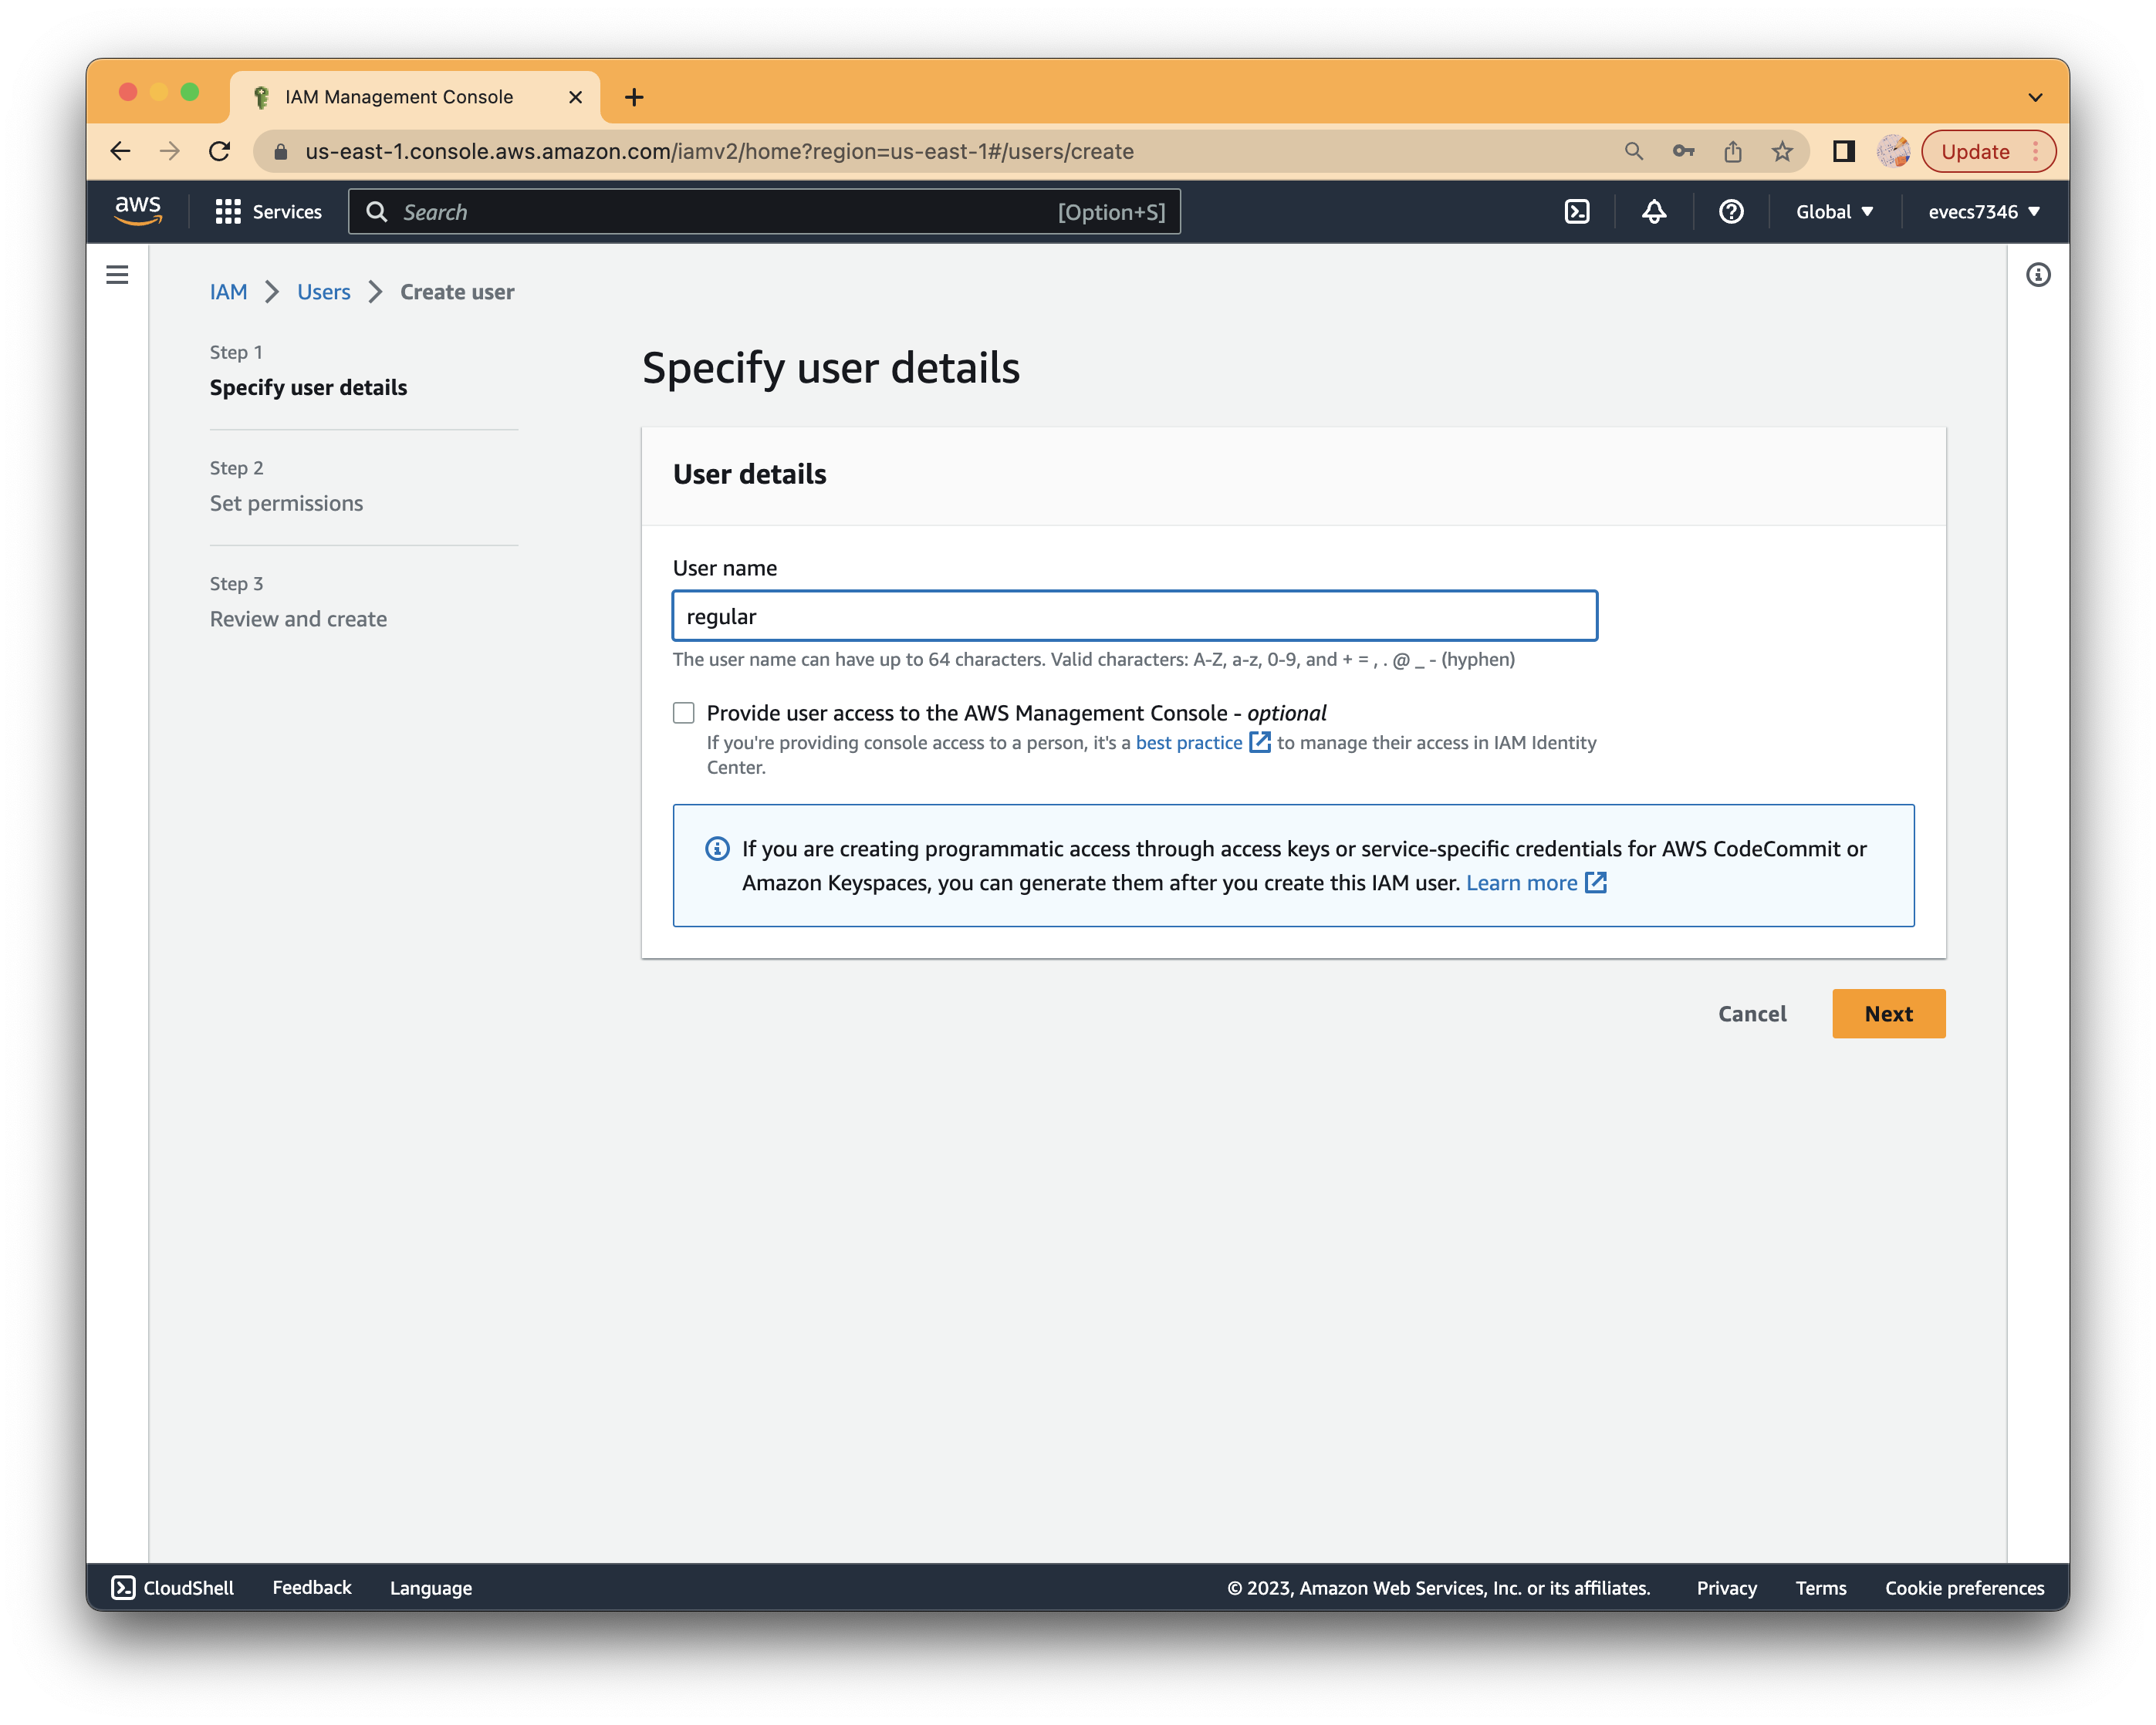 IAM Management Console
us-east-1.console.aws.amazon.com/iamv2/home?region=us-east-1#/users/create
Update
aws
Services
Search
[Option+S]
Global
evecs7346
IAM
Users
Create user
Step 1
Specify user details
Step 2
Set permissions
Step 3
Review and create
Specify user details
User details
User name
regular
The user name can have up to 64 characters. Valid characters: A-Z, a-z, 0-9, and + = , . @ _ - (hyphen)
Provide user access to the AWS Management Console - optional
If you're providing console access to a person, it's a best practice to manage their access in IAM Identity
Center.
If you are creating programmatic access through access keys or service-specific credentials for AWS CodeCommit or
Amazon Keyspaces, you can generate them after you create this IAM user. Learn more
Cancel
Next
CloudShell
Feedback
Language
© 2023, Amazon Web Services, Inc. or its affiliates.
Privacy
Terms
Cookie preferences